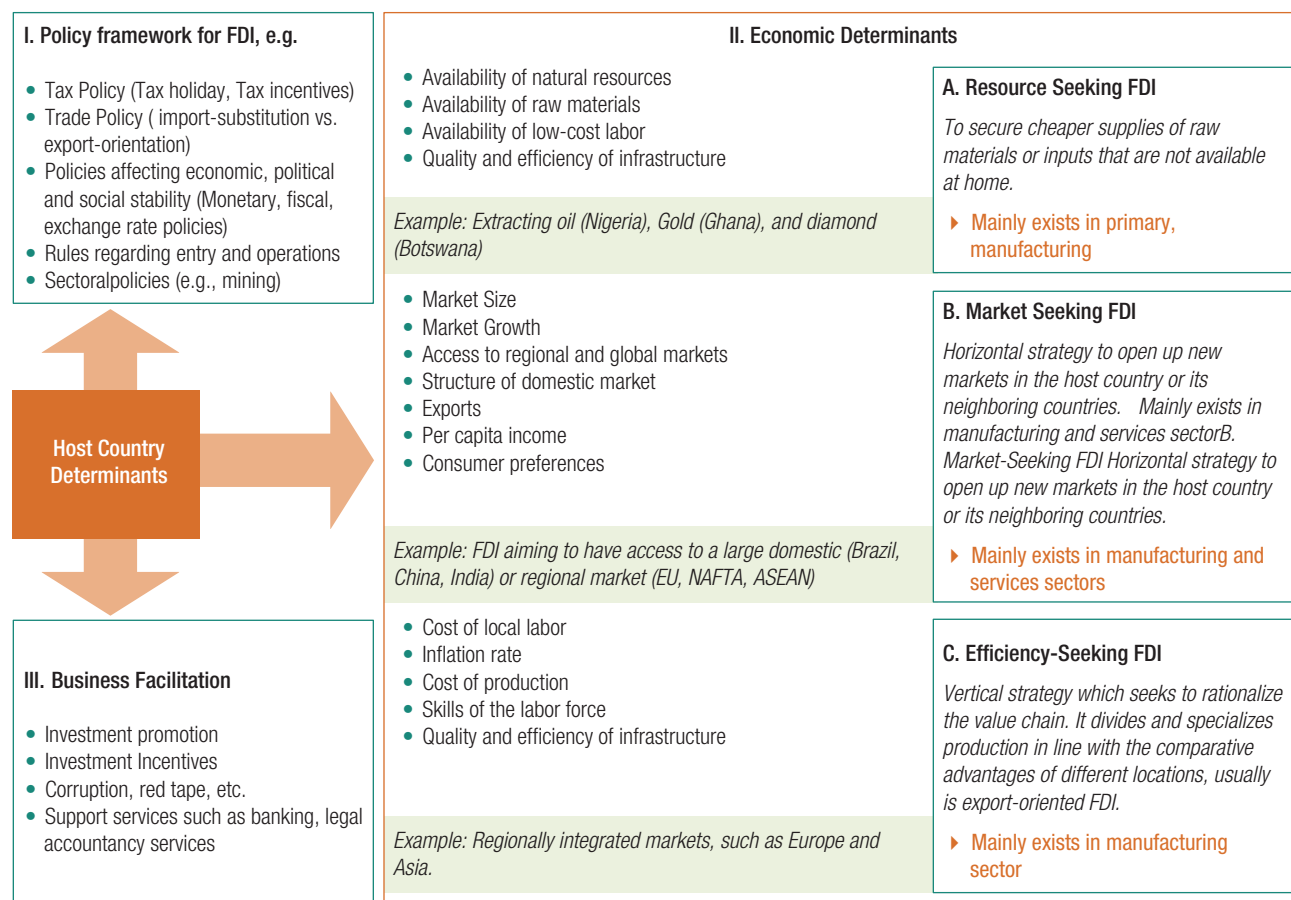 I. Policy framework for FDI, e.g.
• Tax Policy (Tax holiday, Tax incentives)
• Trade Policy ( import-substitution vs.
export-orientation)
• Policies affecting economic, political
and social stability (Monetary, fiscal,
exchange rate policies)
• Rules regarding entry and operations
• Sectoralpolicies (e.g., mining)
Host Country
Determinants
III. Business Facilitation
• Investment promotion
• Investment Incentives
• Corruption, red tape, etc.
• Support services such as banking, legal
accountancy services
II. Economic Determinants
• Availability of natural resources
• Availability of raw materials
• Availability of low-cost labor
• Quality and efficiency of infrastructure
Example: Extracting oil (Nigeria), Gold (Ghana), and diamond
(Botswana)
A. Resource Seeking FDI
To secure cheaper supplies of raw
materials or inputs that are not available
at home.
Mainly exists in primary,
manufacturing
• Market Size
• Market Growth
• Access to regional and global markets
• Structure of domestic market
• Exports
• Per capita income
• Consumer preferences
Example: FDI aiming to have access to a large domestic (Brazil,
China, India) or regional market (EU, NAFTA, ASEAN)
B. Market Seeking FDI
Horizontal strategy to open up new
markets in the host country or its
neighboring countries. Mainly exists in
manufacturing and services sectorB.
Market-Seeking FDI Horizontal strategy to
open up new markets in the host country
or its neighboring countries.
Mainly exists in manufacturing and
services sectors
• Cost of local labor
• Inflation rate
• Cost of production
• Skills of the labor force
• Quality and efficiency of infrastructure
Example: Regionally integrated markets, such as Europe and
Asia.
C. Efficiency-Seeking FDI
Vertical strategy which seeks to rationalize
the value chain. It divides and specializes
production in line with the comparative
advantages of different locations, usually
is export-oriented FDI.
Mainly exists in manufacturing
sector